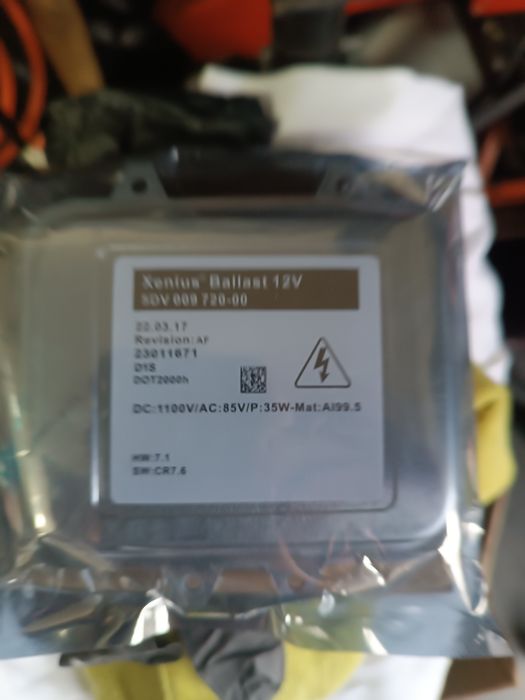 Xenius® Ballast 12V
5DV 009 720-00
22.03.17
Revision: AF
23011671
D1S
DOT2000h
DC:1100V/AC:85V/P:35W-Mat:Al99.5
HW:7.1
SW:CR7.6